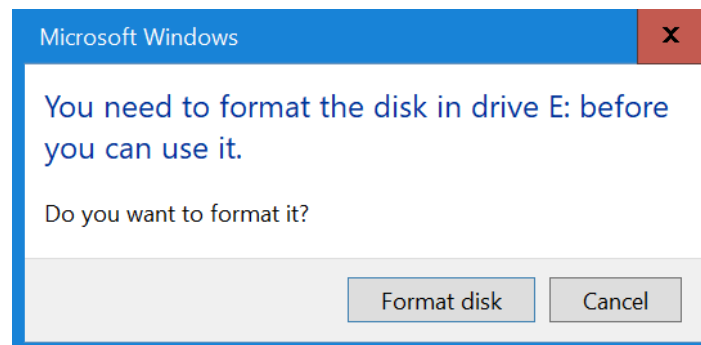 Microsoft Windows
x
You need to format the disk in drive E: before
you can use it.
Do you want to format it?
Format disk Cancel